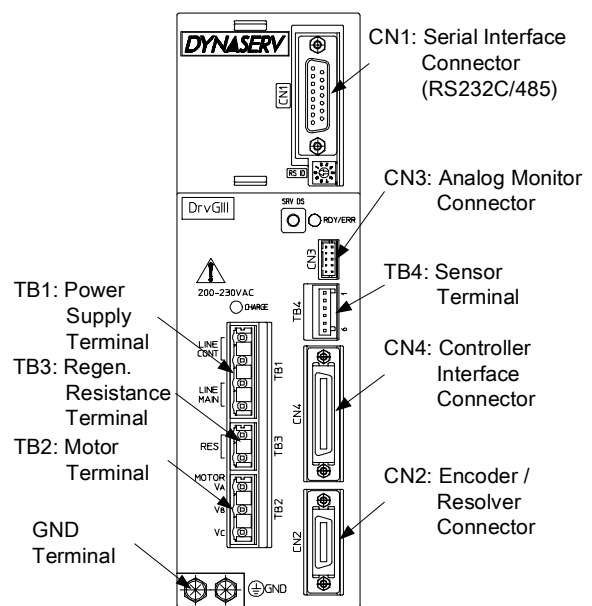 DYNASERV
CN1
RS ID
CN1: Serial Interface
Connector
(RS232C/485)
DrvGIII
SRV DS
RDY/ERR
CN3
CN3: Analog Monitor
Connector
200-230VAC
CHARGE
TB4
1
6
TB4: Sensor
Terminal
TB1: Power
Supply
Terminal
LINE
CONT
LINE
MAIN
TB1
TB3: Regen.
Resistance
Terminal
RES
TB3
TB2: Motor
Terminal
MOTOR
VA
VB
VC
TB2
CN4
CN4: Controller
Interface
Connector
CN2
CN2: Encoder /
Resolver
Connector
GND
Terminal
GND